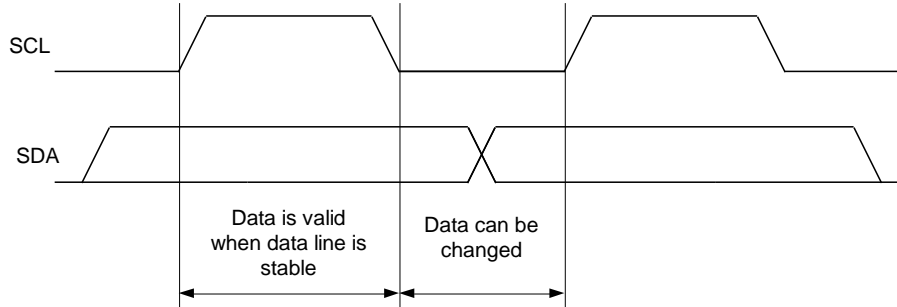 SCL
SDA
Data is valid
when data line is
stable
Data can be
changed